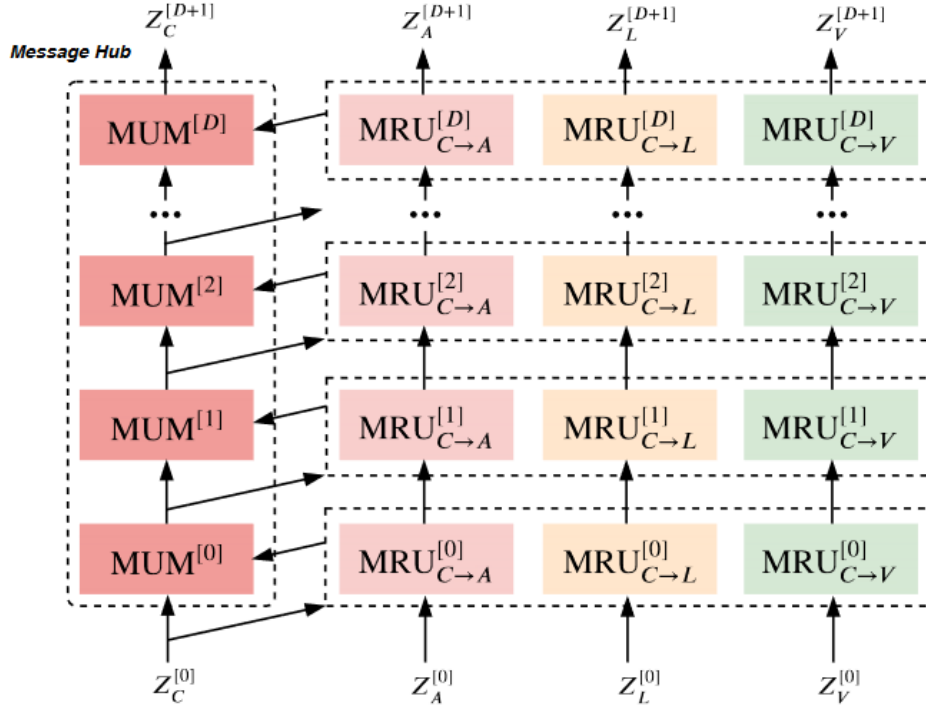 Z_C^{[D+1]} Z_A^{[D+1]} Z_L^{[D+1]} Z_V^{[D+1]}
Message Hub
MUM^{[D]} MRU_{C→A}^{[D]} MRU_{C→L}^{[D]} MRU_{C→V}^{[D]}
... ... ... ...
MUM^{[2]} MRU_{C→A}^{[2]} MRU_{C→L}^{[2]} MRU_{C→V}^{[2]}
MUM^{[1]} MRU_{C→A}^{[1]} MRU_{C→L}^{[1]} MRU_{C→V}^{[1]}
MUM^{[0]} MRU_{C→A}^{[0]} MRU_{C→L}^{[0]} MRU_{C→V}^{[0]}
Z_C^{[0]} Z_A^{[0]} Z_L^{[0]} Z_V^{[0]}